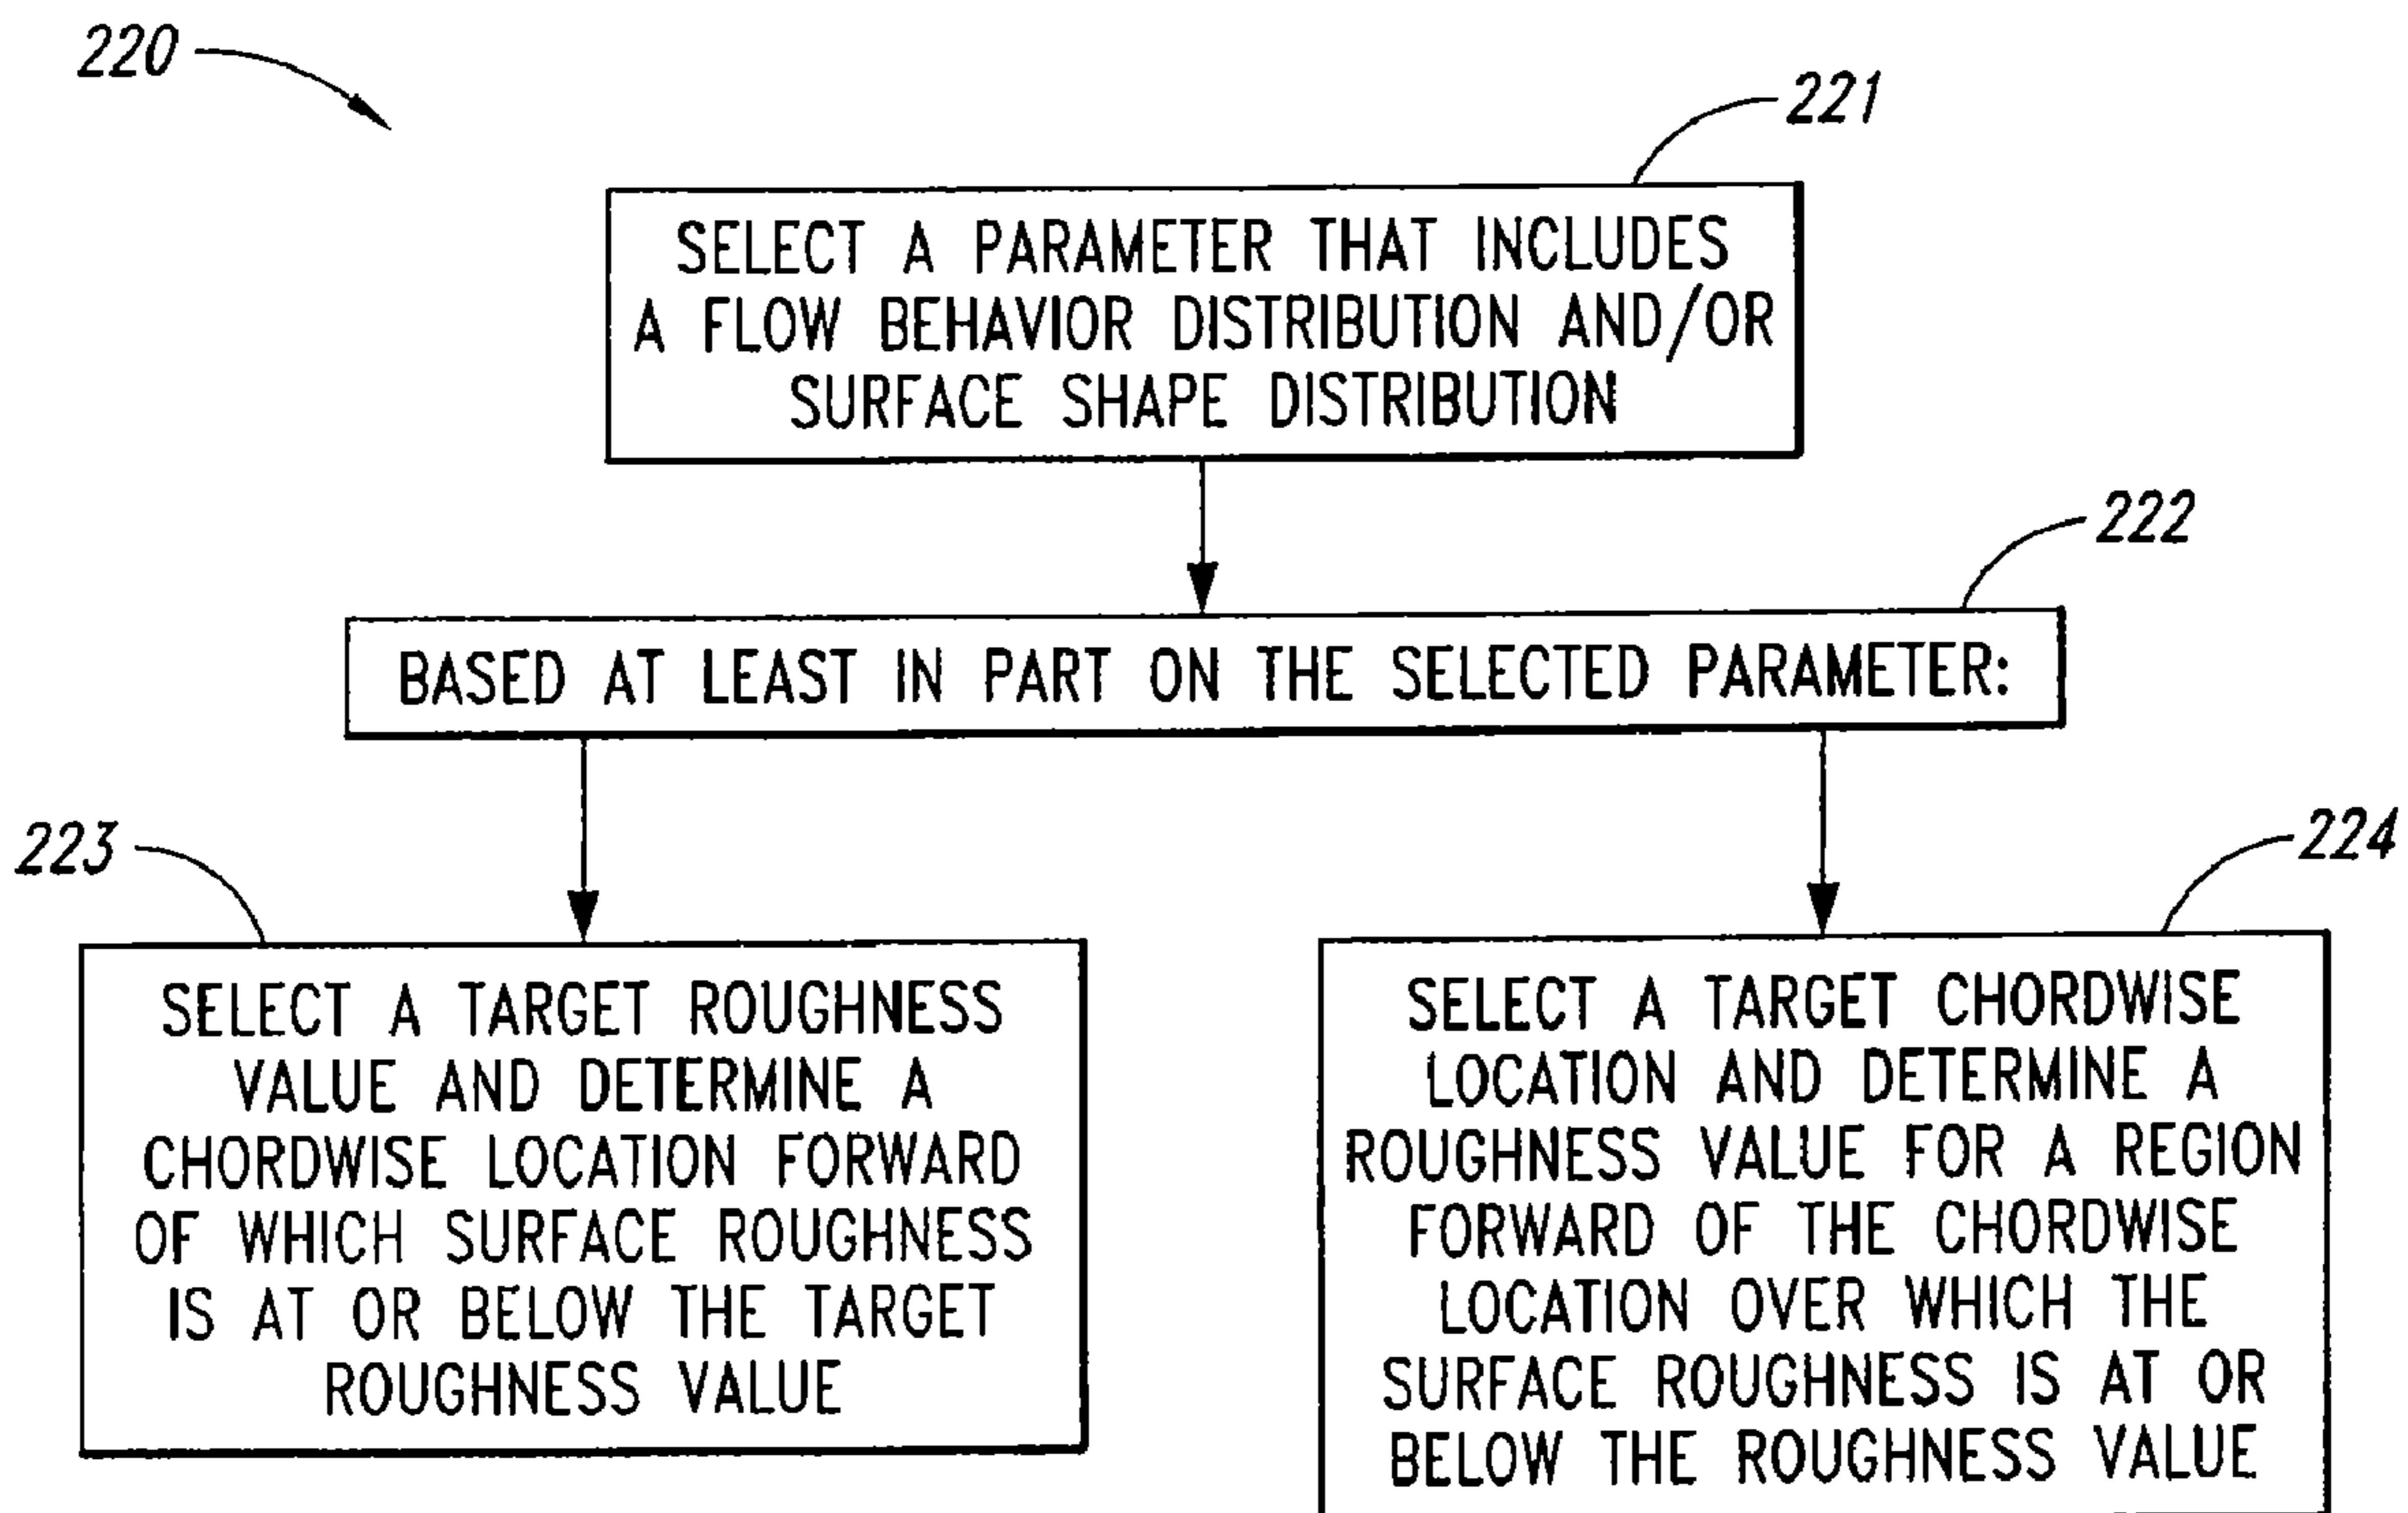 220
221
SELECT A PARAMETER THAT INCLUDES
A FLOW BEHAVIOR DISTRIBUTION AND/OR
SURFACE SHAPE DISTRIBUTION
222
BASED AT LEAST IN PART ON THE SELECTED PARAMETER:
223
SELECT A TARGET ROUGHNESS
VALUE AND DETERMINE A
CHORDWISE LOCATION FORWARD
OF WHICH SURFACE ROUGHNESS
IS AT OR BELOW THE TARGET
ROUGHNESS VALUE
224
SELECT A TARGET CHORDWISE
LOCATION AND DETERMINE A
ROUGHNESS VALUE FOR A REGION
FORWARD OF THE CHORDWISE
LOCATION OVER WHICH THE
SURFACE ROUGHNESS IS AT OR
BELOW THE ROUGHNESS VALUE